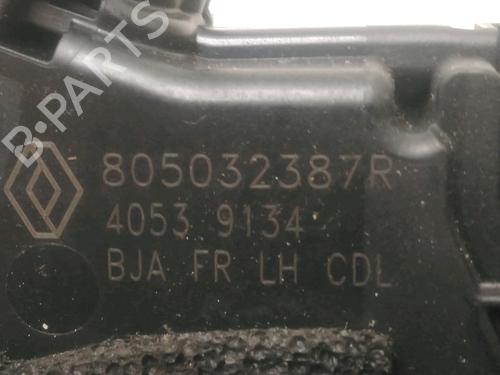 B-PARTS
805032387R
4053 9134
BJA FR LH CDL